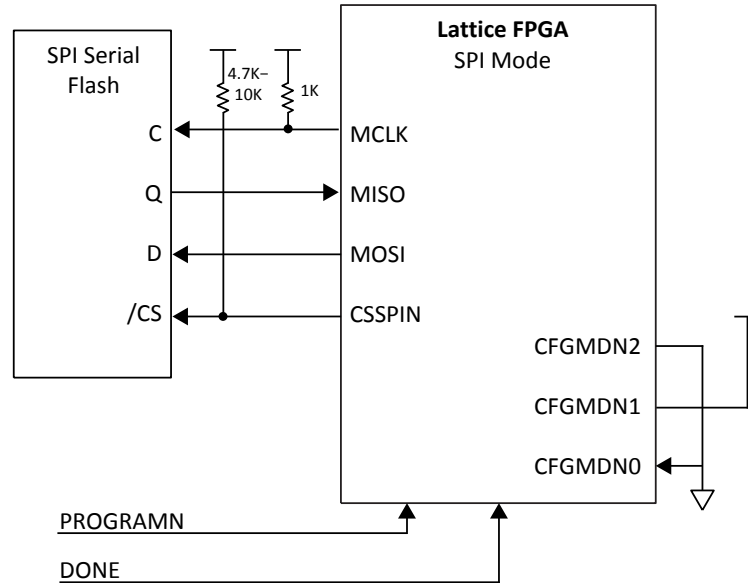 SPI Serial
Flash
C
Q
D
/CS
4.7K–
10K
1K
Lattice FPGA
SPI Mode
MCLK
MISO
MOSI
CSSPIN
CFGMDN2
CFGMDN1
CFGMDN0
PROGRAMN
DONE